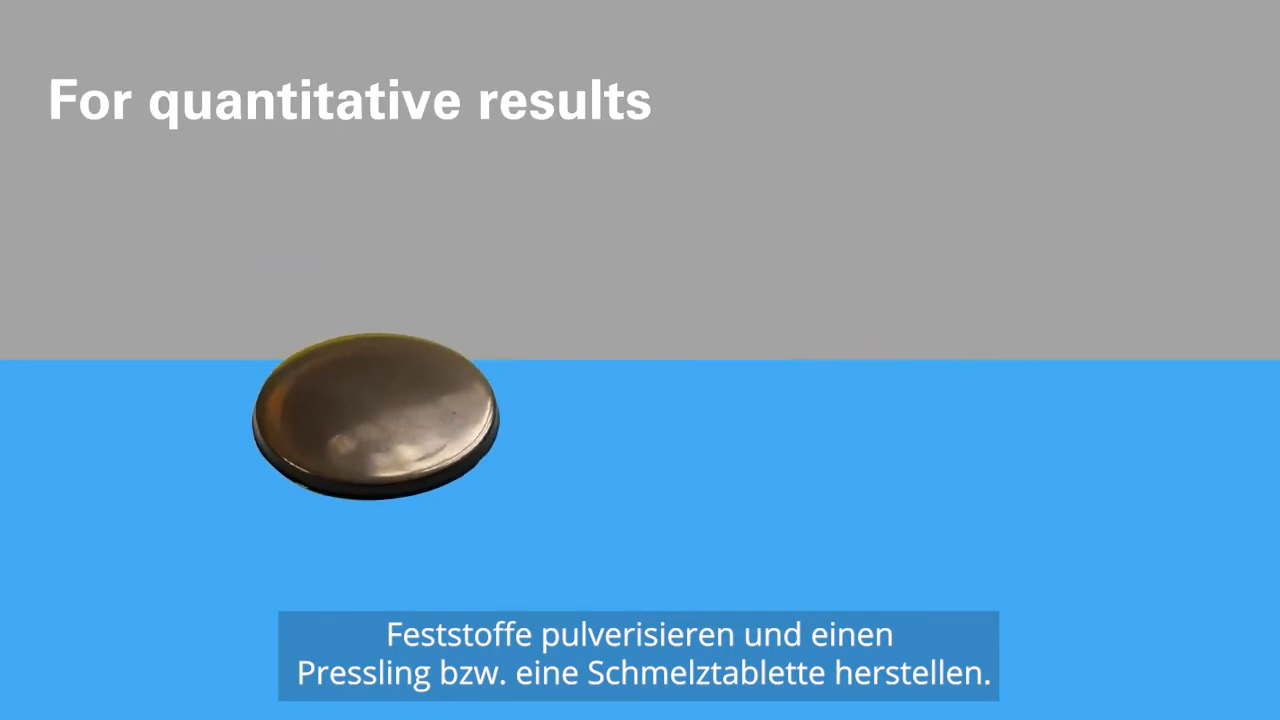 For quantitative results
Feststoffe pulverisieren und einen
Pressling bzw. eine Schmelztablette herstellen.